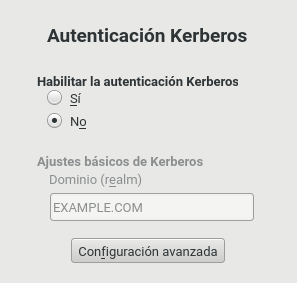 Autenticación Kerberos
Habilitar la autenticación Kerberos
Sí
No
Ajustes básicos de Kerberos
Dominio (realm)
EXAMPLE.COM
Configuración avanzada